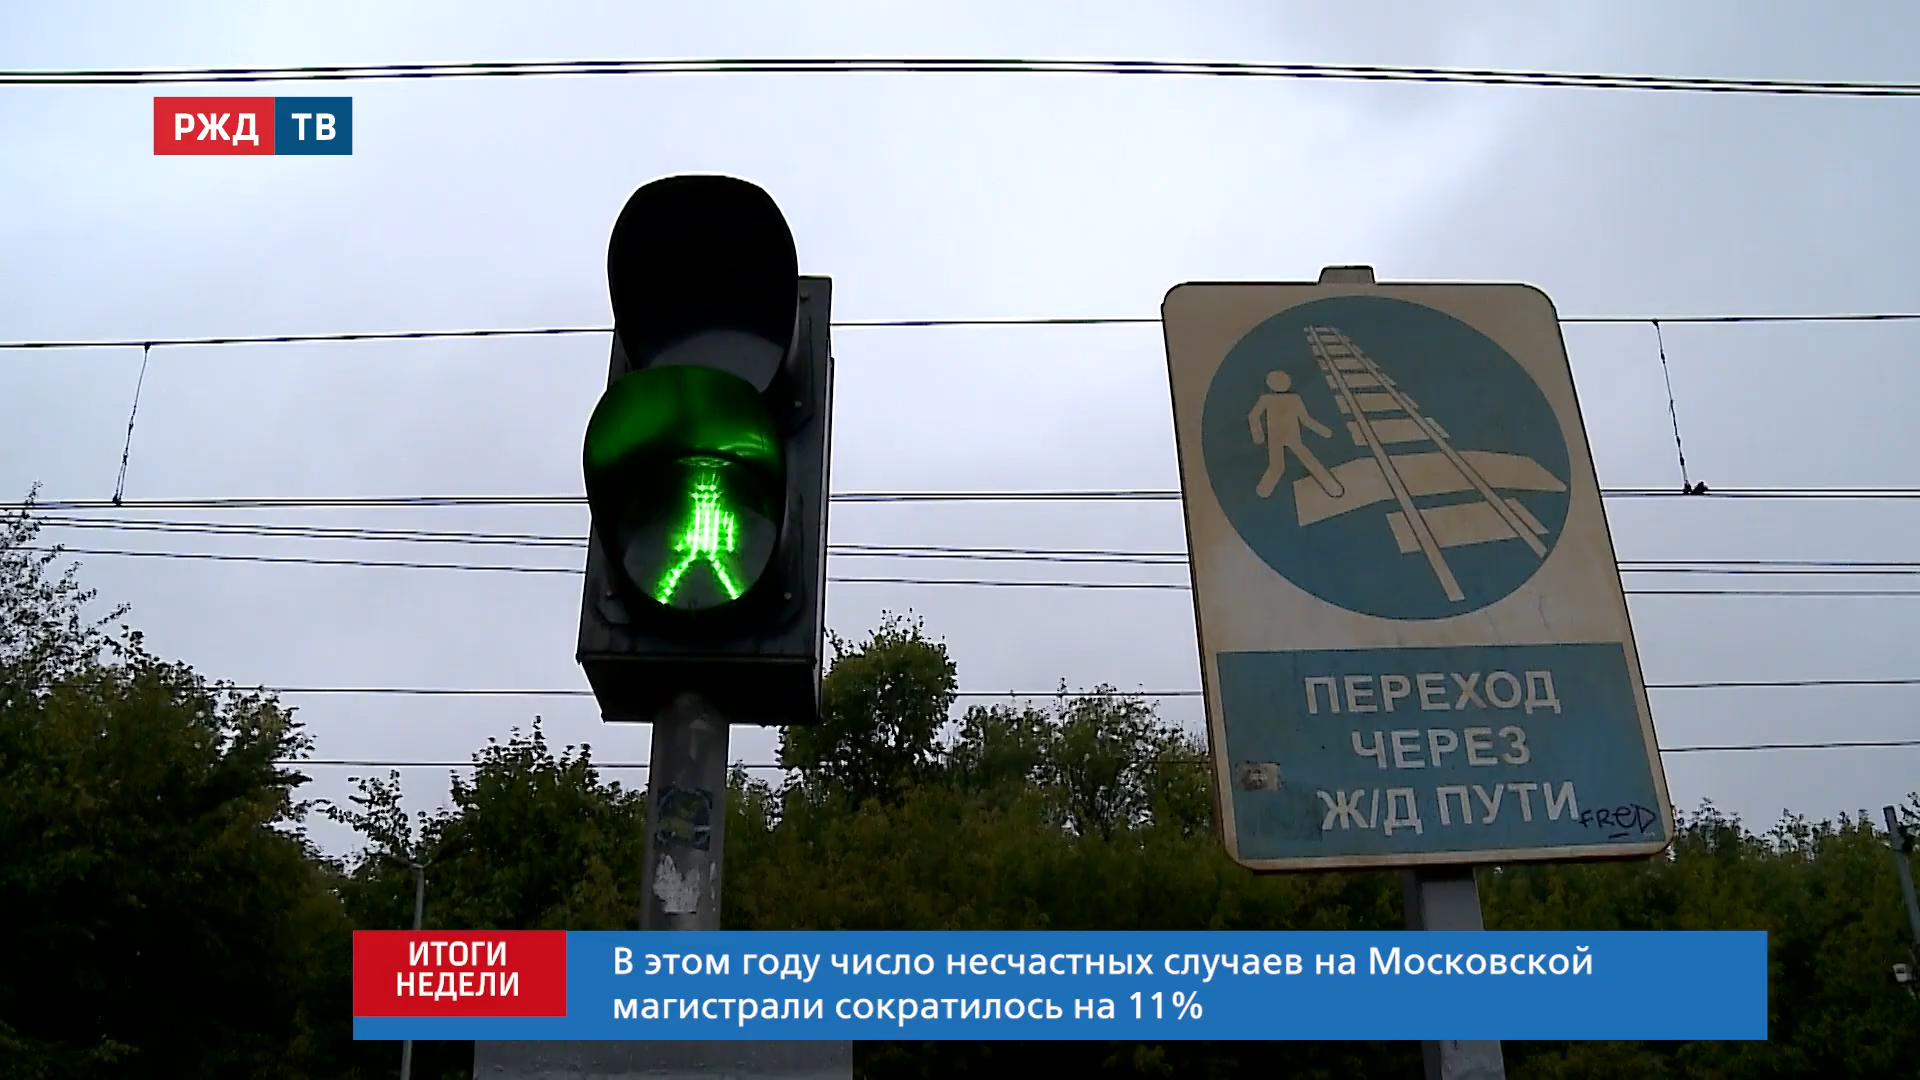 РЖД ТВ
ПЕРЕХОД
ЧЕРЕЗ
Ж/Д ПУТИ
FRED
ИТОГИ
НЕДЕЛИ
В этом году число несчастных случаев на Московской
магистрали сократилось на 11%